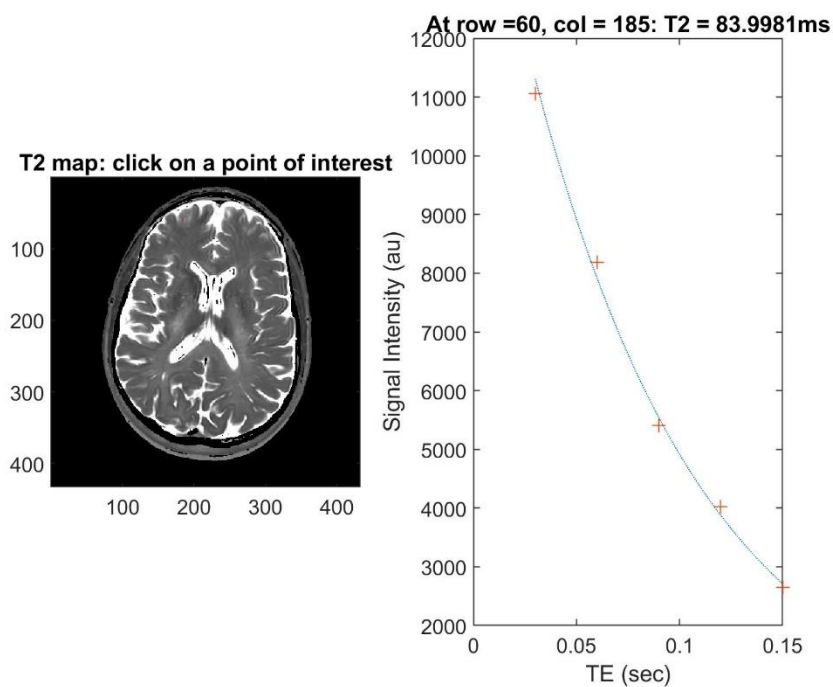 T2 map: click on a point of interest
100
200
300
400
100 200 300 400
At row =60, col = 185: T2 = 83.9981ms
12000
11000
10000
9000
8000
7000
6000
5000
4000
3000
2000
Signal Intensity (au)
0 0.05 0.1 0.15
TE (sec)